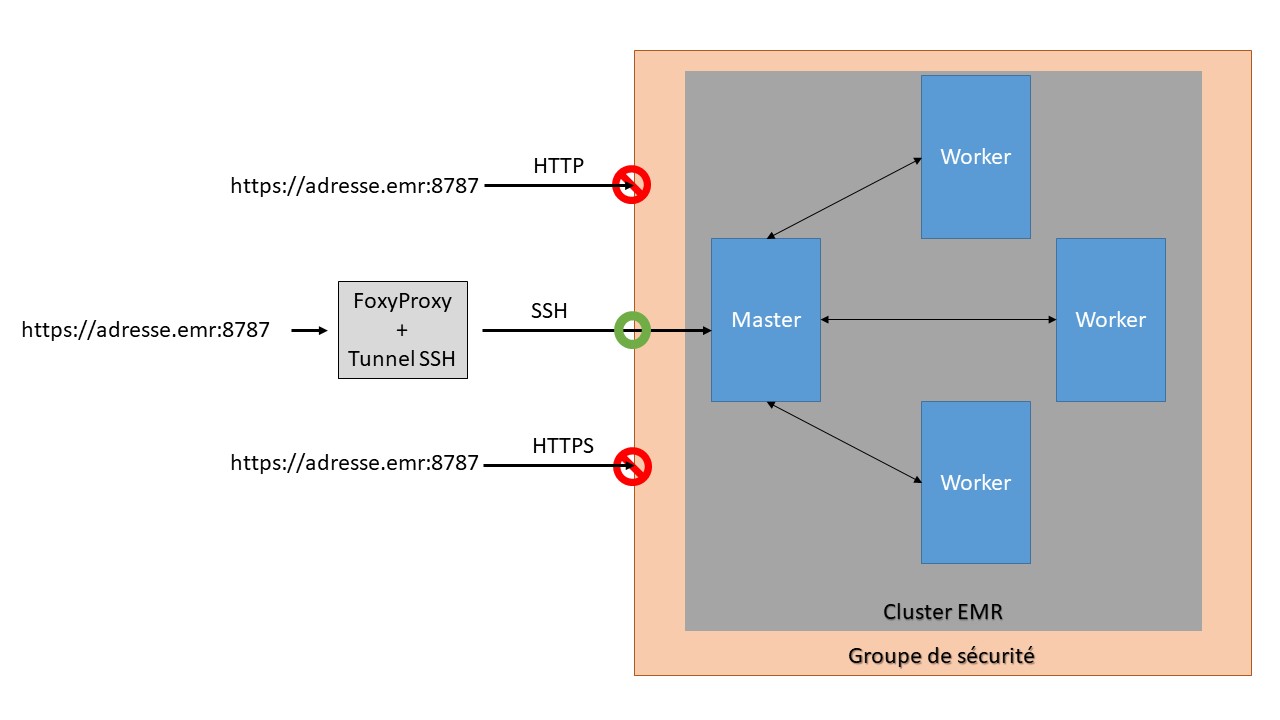 HTTP
https://adresse.emr:8787
https://adresse.emr:8787
FoxyProxy
+
Tunnel SSH
SSH
HTTPS
https://adresse.emr:8787
Worker
Master
Worker
Worker
Cluster EMR
Groupe de sécurité